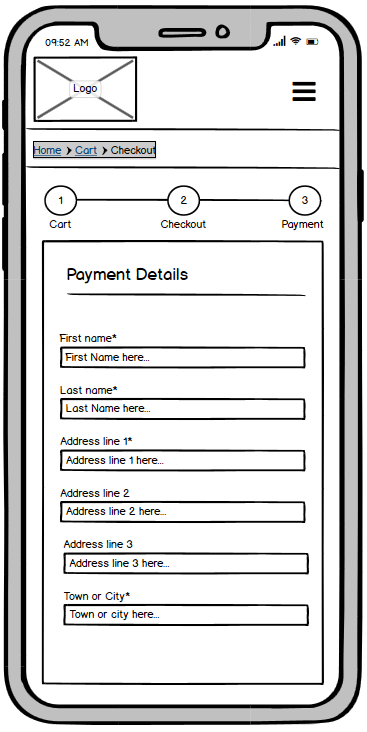 09:52 AM
Logo
Home > Cart > Checkout
1 2 3
Cart Checkout Payment
Payment Details
First name*
First Name here...
Last name*
Last Name here...
Address line 1*
Address line 1 here...
Address line 2
Address line 2 here...
Address line 3
Address line 3 here...
Town or City*
Town or city here...